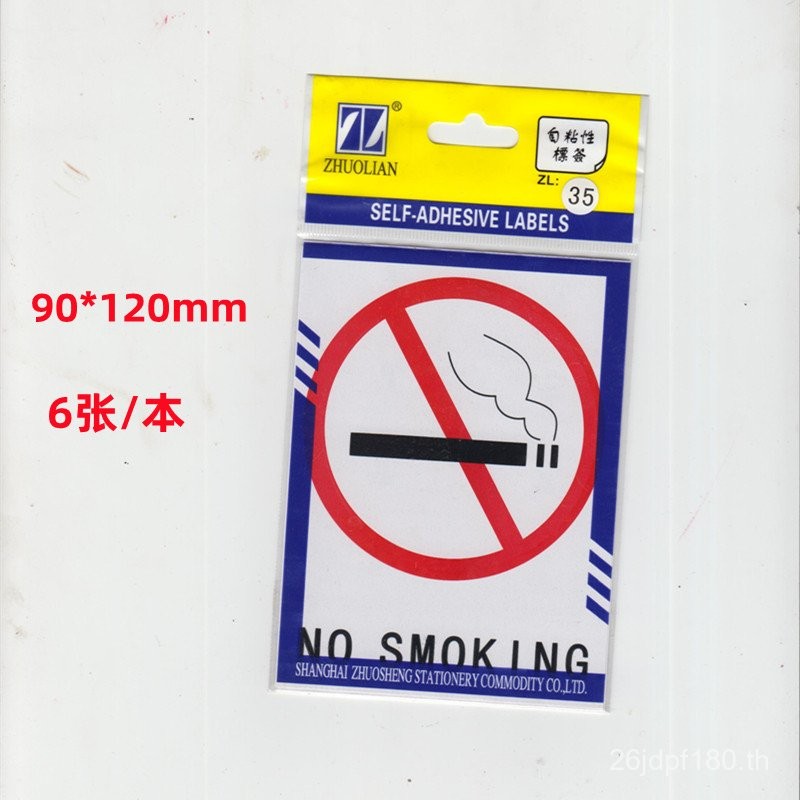 ZHUOLIAN
®
自粘性
標簽
ZL: 35
SELF-ADHESIVE LABELS
90*120mm
6张/本
NO SMOKING
SHANGHAI ZHUOSHENG STATIONERY COMMODITY CO.,LTD.
26jdpf180.th